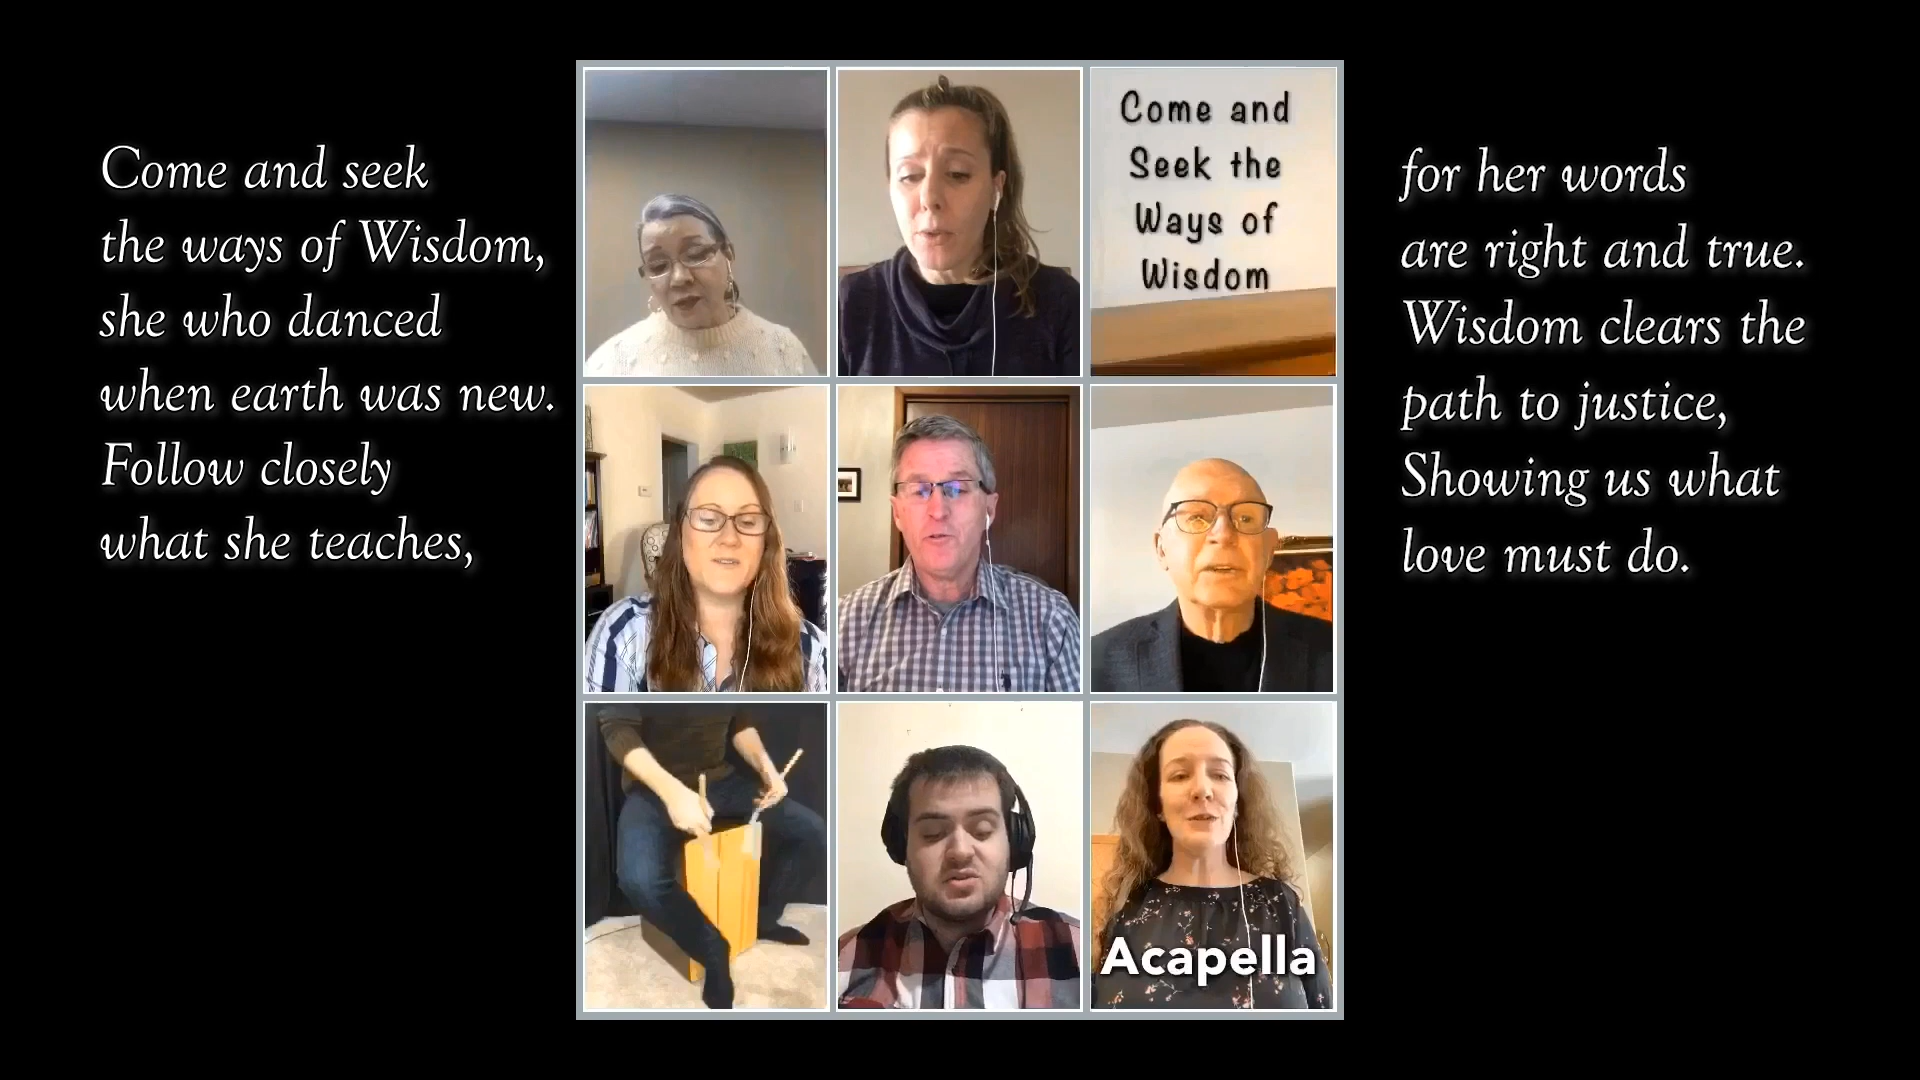 Come and seek
the ways of Wisdom,
she who danced
when earth was new.
Follow closely
what she teaches,
Come and
Seek the
Ways of
Wisdom
Acapella
for her words
are right and true.
Wisdom clears the
path to justice,
Showing us what
love must do.